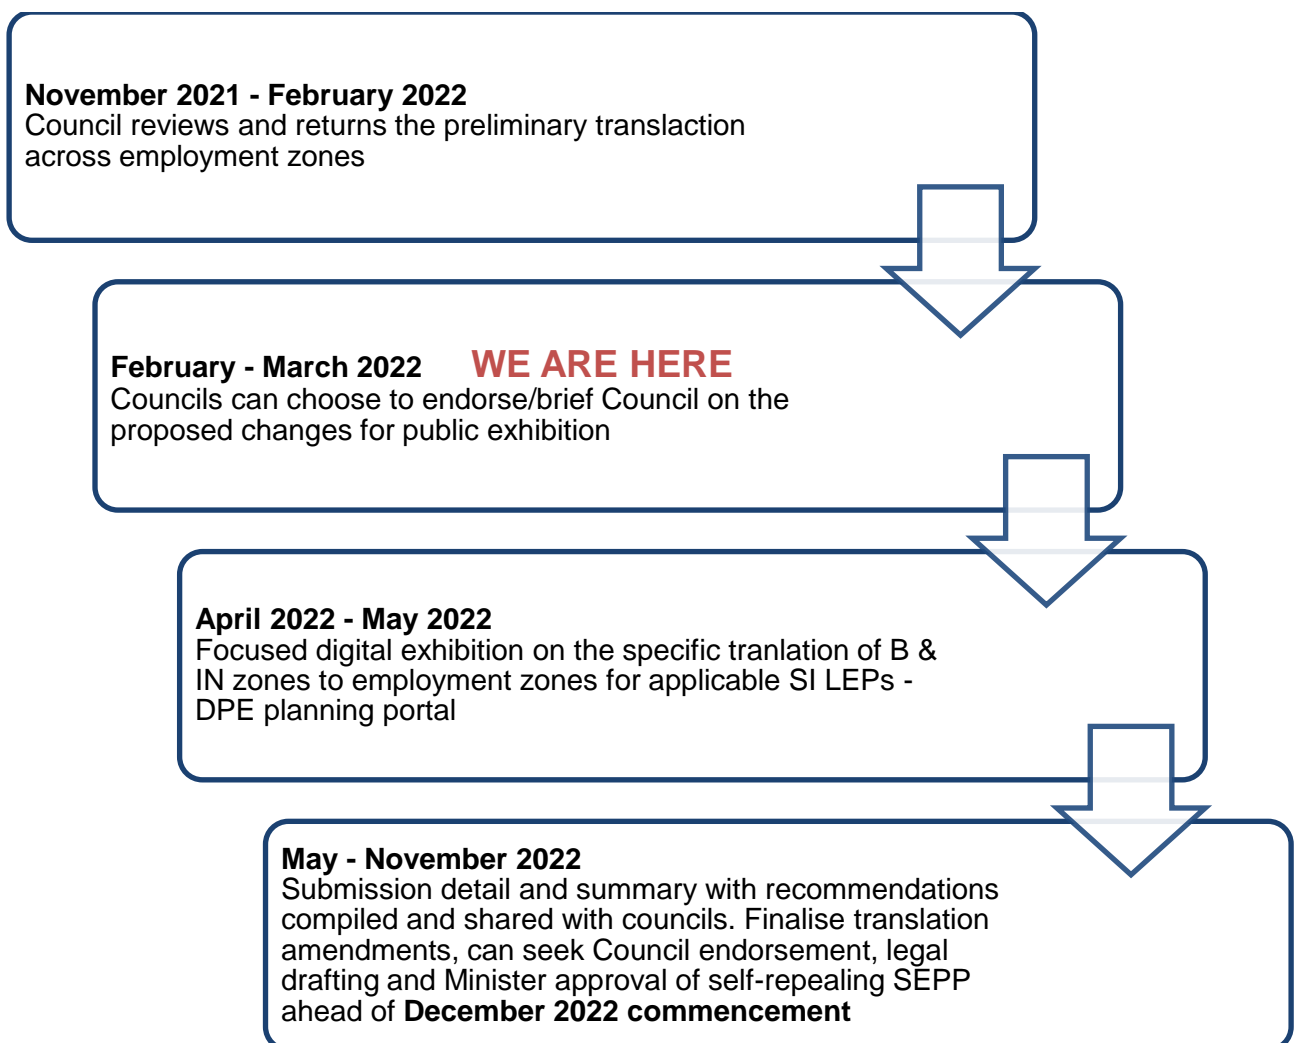 November 2021 - February 2022
Council reviews and returns the preliminary translaction
across employment zones
February - March 2022 WE ARE HERE
Councils can choose to endorse/brief Council on the
proposed changes for public exhibition
April 2022 - May 2022
Focused digital exhibition on the specific tranlation of B &
IN zones to employment zones for applicable SI LEPs -
DPE planning portal
May - November 2022
Submission detail and summary with recommendations
compiled and shared with councils. Finalise translation
amendments, can seek Council endorsement, legal
drafting and Minister approval of self-repealing SEPP
ahead of December 2022 commencement